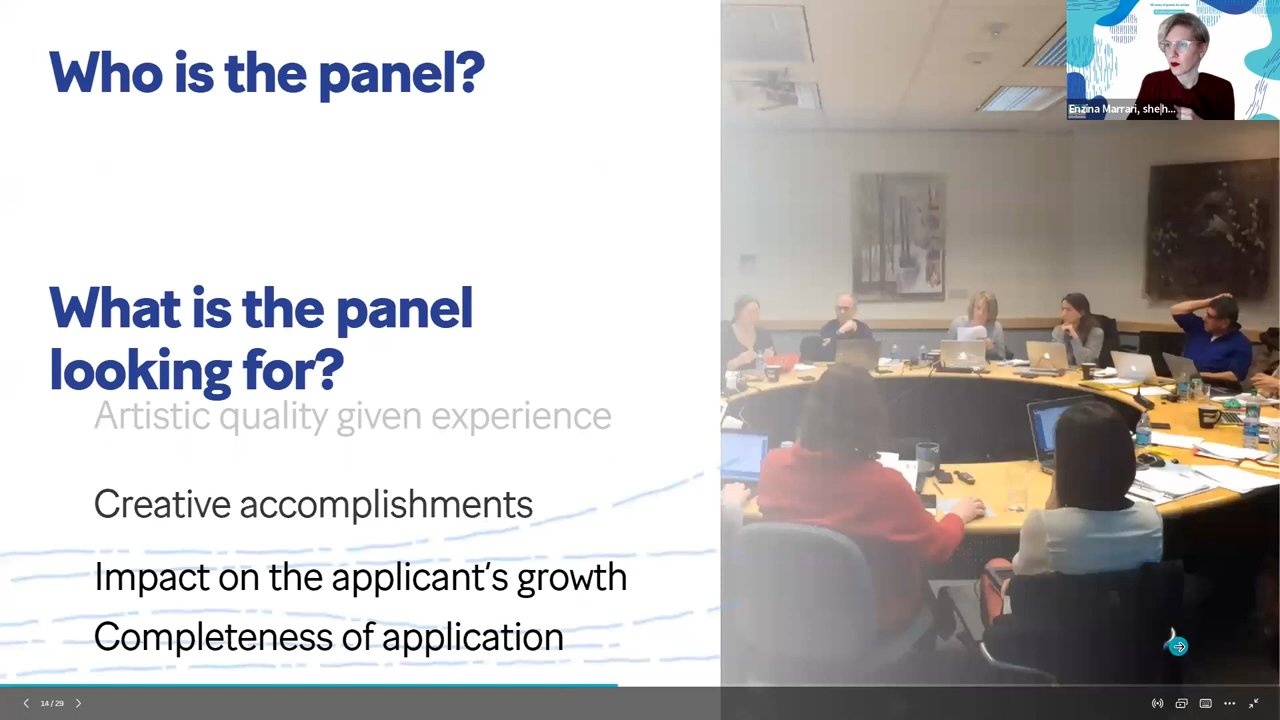 Who is the panel?
What is the panel
looking for?
Artistic quality given experience
Creative accomplishments
Impact on the applicant's growth
Completeness of application
Enzina Marrari, she|h...
14 / 29